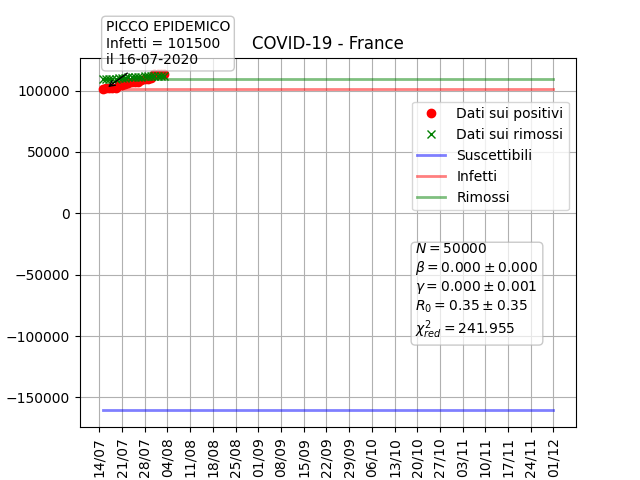 PICCO EPIDEMICO
Infetti = 101500
il 16-07-2020
COVID-19 - France
100000
50000
0
−50000
−100000
−150000
Dati sui positivi
Dati sui rimossi
Suscettibili
Infetti
Rimossi
N = 50000
β = 0.000 ± 0.000
γ = 0.000 ± 0.001
R₀ = 0.35 ± 0.35
χ²red = 241.955
14/07
21/07
28/07
04/08
11/08
18/08
25/08
01/09
08/09
15/09
22/09
29/09
06/10
13/10
20/10
27/10
03/11
10/11
17/11
24/11
01/12